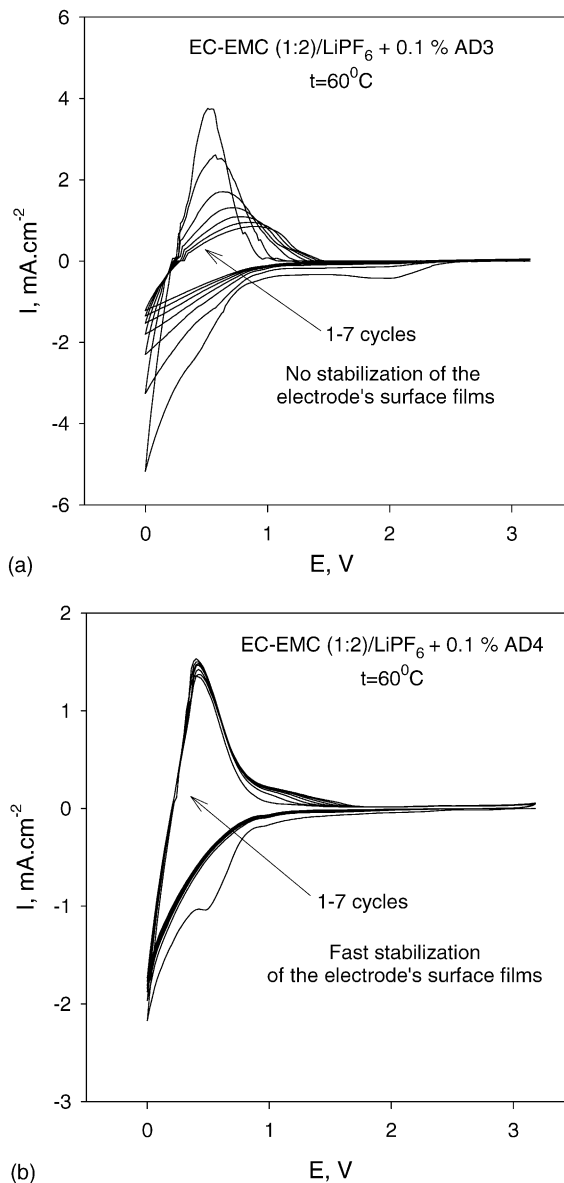 (a)
EC-EMC (1:2)/LiPF₆ + 0.1 % AD3
t=60⁰C
6
4
2
0
-2
-4
-6
I, mA.cm⁻²
1-7 cycles
No stabilization of the
electrode's surface films
0 1 2 3
E, V
(b)
EC-EMC (1:2)/LiPF₆ + 0.1 % AD4
t=60⁰C
2
1
0
-1
-2
-3
I, mA.cm⁻²
1-7 cycles
Fast stabilization
of the electrode's surface films
0 1 2 3
E, V